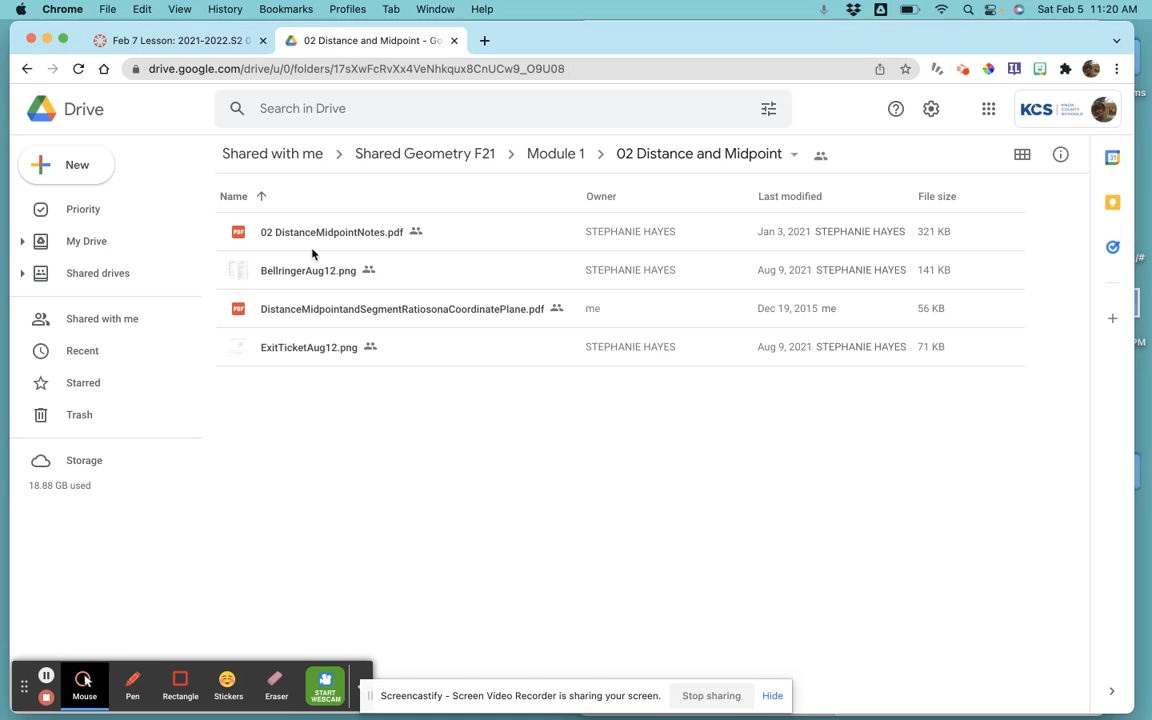 Chrome File Edit View History Bookmarks Profiles Tab Window Help Sat Feb 5 11:20 AM
Feb 7 Lesson: 2021-2022.S2 02 Distance and Midpoint - Go
drive.google.com/drive/u/0/folders/17sXwFcRvXx4VeNhkqux8CnUCw9_O9U08
Drive Search in Drive KCS KNOX COUNTY SCHOOLS
New
Shared with me > Shared Geometry F21 > Module 1 > 02 Distance and Midpoint
Name Owner Last modified File size
02 DistanceMidpointNotes.pdf STEPHANIE HAYES Jan 3, 2021 STEPHANIE HAYES 321 KB
BellringerAug12.png STEPHANIE HAYES Aug 9, 2021 STEPHANIE HAYES 141 KB
DistanceMidpointandSegmentRatiosonaCoordinatePlane.pdf me Dec 19, 2015 me 56 KB
ExitTicketAug12.png STEPHANIE HAYES Aug 9, 2021 STEPHANIE HAYES 71 KB
Priority
My Drive
Shared drives
Shared with me
Recent
Starred
Trash
Storage
18.88 GB used
31
ms
/#
PM
Mouse Pen Rectangle Stickers Eraser START WEBCAM
Screencastify - Screen Video Recorder is sharing your screen. Stop sharing Hide